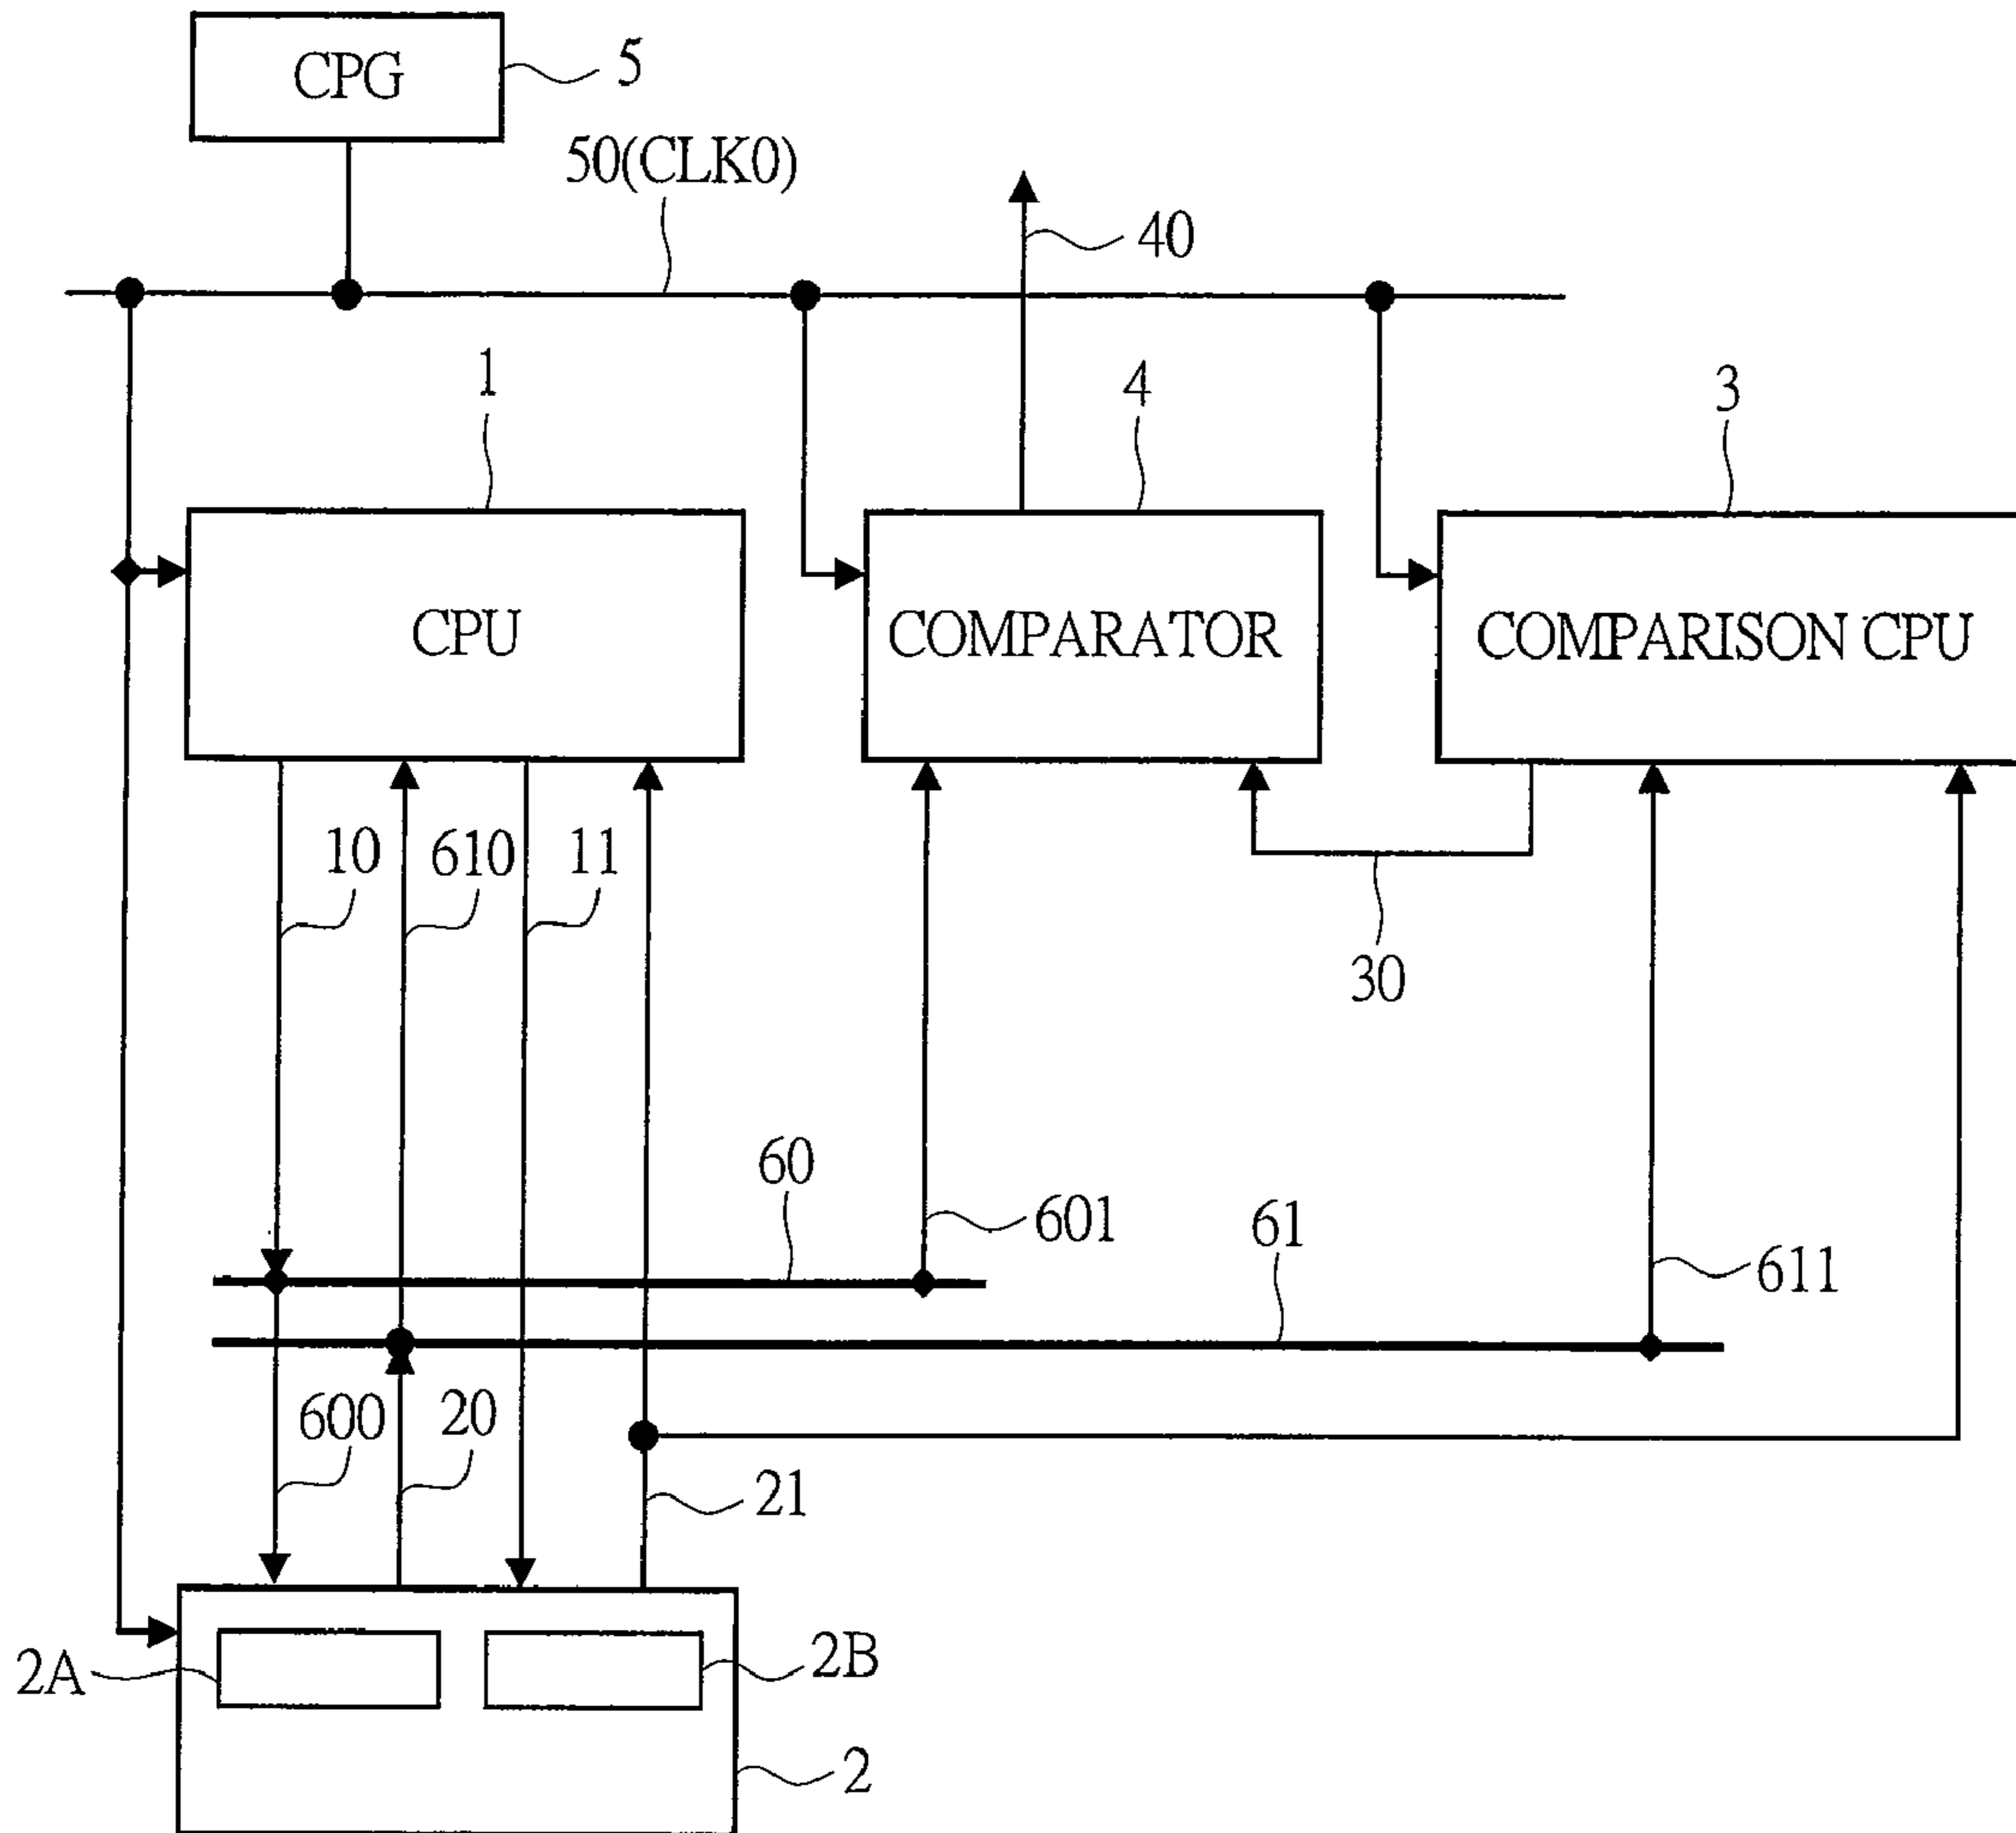 CPG
5
50(CLK0)
40
1
4
3
CPU
COMPARATOR
COMPARISON CPU
10
610
11
30
60
601
61
611
600
20
21
2A
2B
2